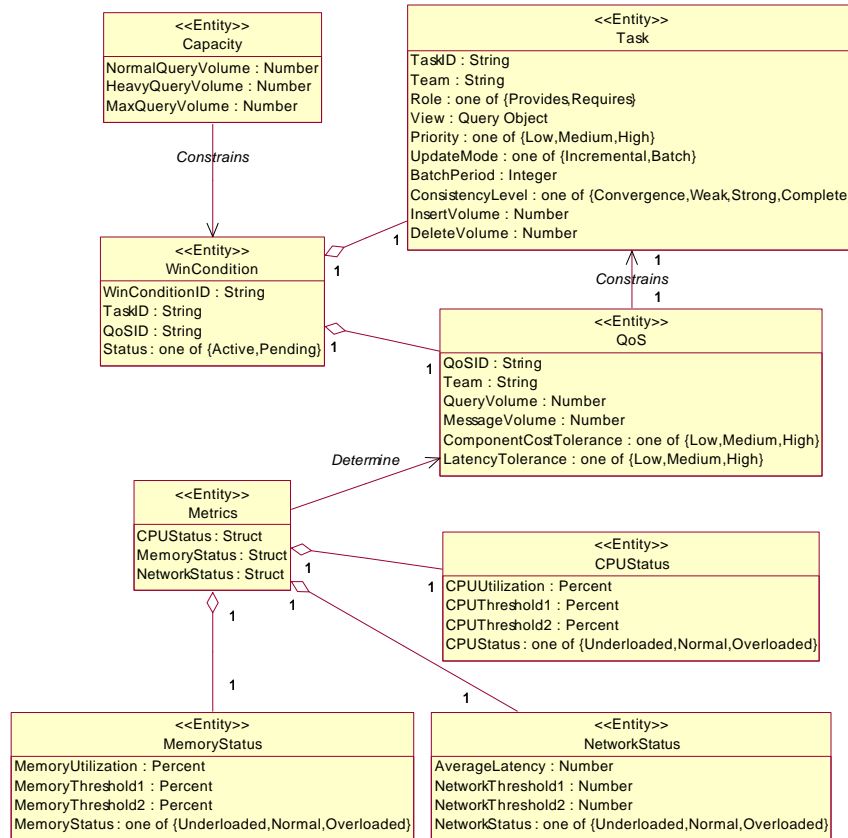 <<Entity>>
Capacity
NormalQueryVolume : Number
HeavyQueryVolume : Number
MaxQueryVolume : Number
<<Entity>>
Task
TaskID : String
Team : String
Role : one of {Provides,Requires}
View : Query Object
Priority : one of {Low,Medium,High}
UpdateMode : one of {Incremental,Batch}
BatchPeriod : Integer
ConsistencyLevel : one of {Convergence,Weak,Strong,Complete
InsertVolume : Number
DeleteVolume : Number
Constrains
1
1
<<Entity>>
WinCondition
WinConditionID : String
TaskID : String
QoSID : String
Status : one of {Active,Pending}
1
Constrains
1
1
1
<<Entity>>
QoS
QoSID : String
Team : String
QueryVolume : Number
MessageVolume : Number
ComponentCostTolerance : one of {Low,Medium,High}
LatencyTolerance : one of {Low,Medium,High}
Determine
<<Entity>>
Metrics
CPUStatus : Struct
MemoryStatus : Struct
NetworkStatus : Struct
1
1
<<Entity>>
CPUStatus
CPUUtilization : Percent
CPUThreshold1 : Percent
CPUThreshold2 : Percent
CPUStatus : one of {Underloaded,Normal,Overloaded}
1
1
1
1
<<Entity>>
MemoryStatus
MemoryUtilization : Percent
MemoryThreshold1 : Percent
MemoryThreshold2 : Percent
MemoryStatus : one of {Underloaded,Normal,Overloaded}
<<Entity>>
NetworkStatus
AverageLatency : Number
NetworkThreshold1 : Number
NetworkThreshold2 : Number
NetworkStatus : one of {Underloaded,Normal,Overloaded}